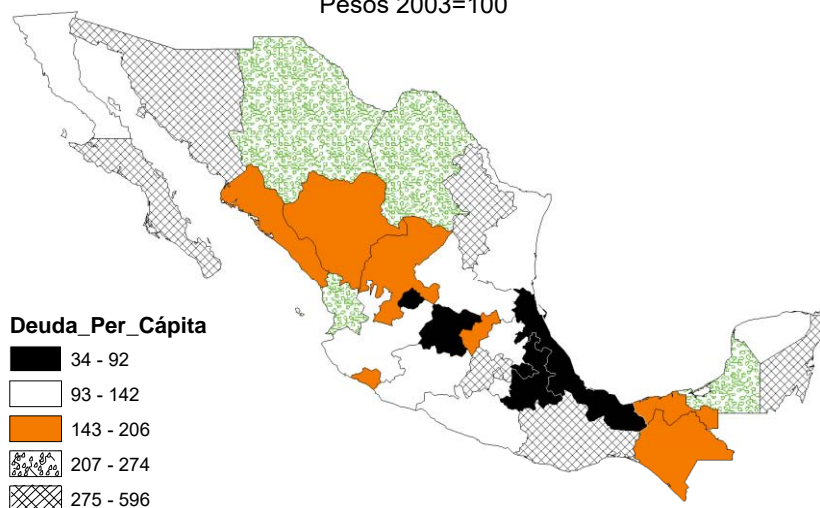 Pesos 2003=100
Deuda_Per_Cápita
34 - 92
93 - 142
143 - 206
207 - 274
275 - 596